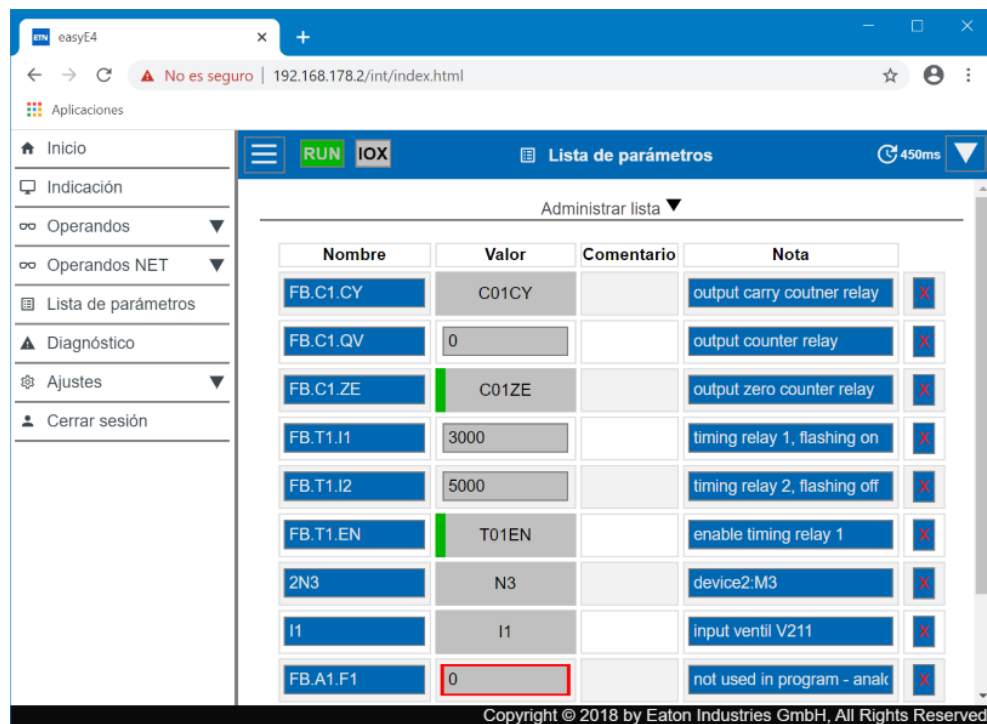 ETN easyE4
No es seguro 192.168.178.2/int/index.html
Aplicaciones
Inicio
Indicación
Operandos
Operandos NET
Lista de parámetros
Diagnóstico
Ajustes
Cerrar sesión
RUN IOX Lista de parámetros 450ms
Administrar lista
Nombre Valor Comentario Nota
FB.C1.CY C01CY output carry coutner relay X
FB.C1.QV 0 output counter relay X
FB.C1.ZE C01ZE output zero counter relay X
FB.T1.I1 3000 timing relay 1, flashing on X
FB.T1.I2 5000 timing relay 2, flashing off X
FB.T1.EN T01EN enable timing relay 1 X
2N3 N3 device2:M3 X
I1 I1 input ventil V211 X
FB.A1.F1 0 not used in program - analo X
Copyright © 2018 by Eaton Industries GmbH, All Rights Reserved